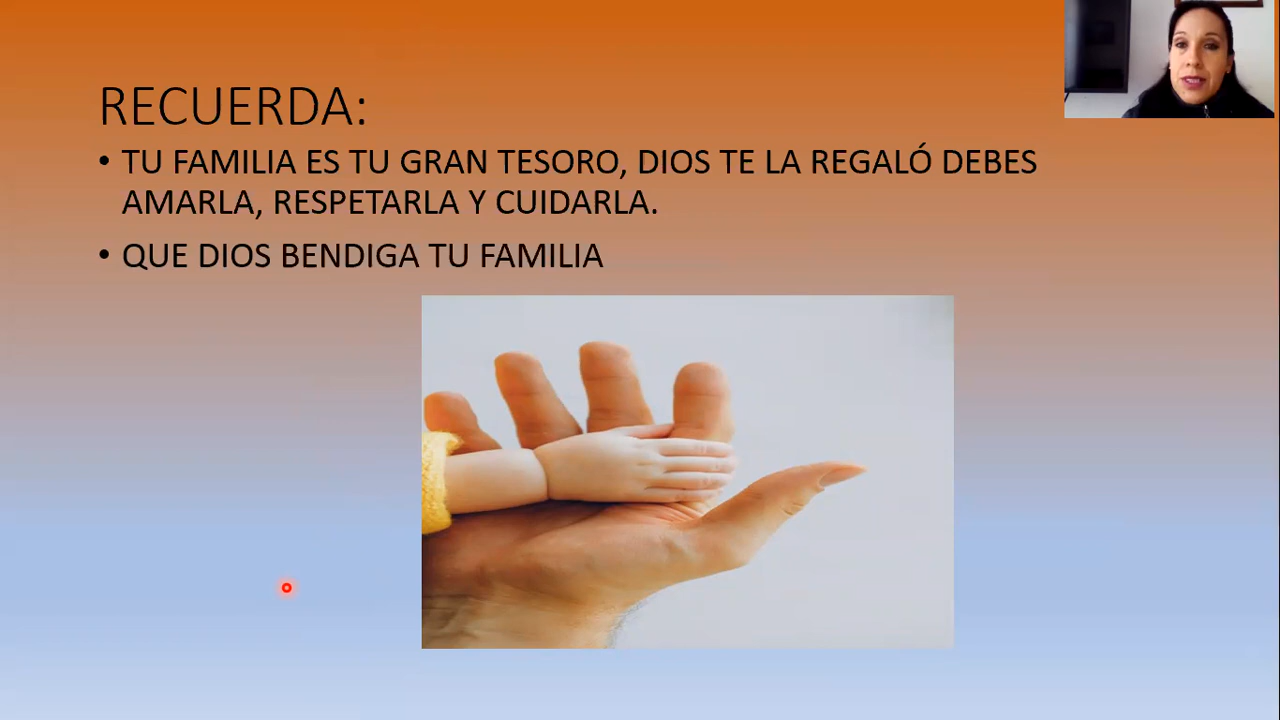 RECUERDA:
• TU FAMILIA ES TU GRAN TESORO, DIOS TE LA REGALÓ DEBES
AMARLA, RESPETARLA Y CUIDARLA.
• QUE DIOS BENDIGA TU FAMILIA